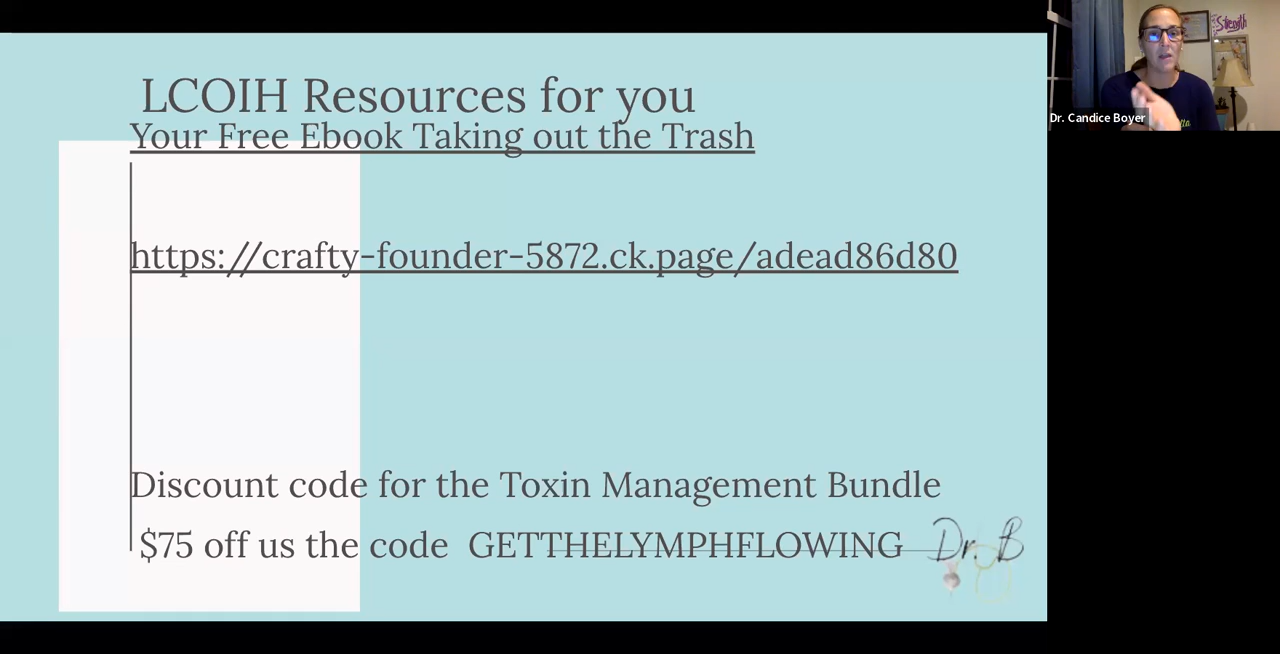 LCOIH Resources for you
Your Free Ebook Taking out the Trash
https://crafty-founder-5872.ck.page/adead86d80
Discount code for the Toxin Management Bundle
$75 off us the code GETTHELYMPHFLOWING
Dr. B
Strength
Dr. Candice Boyer